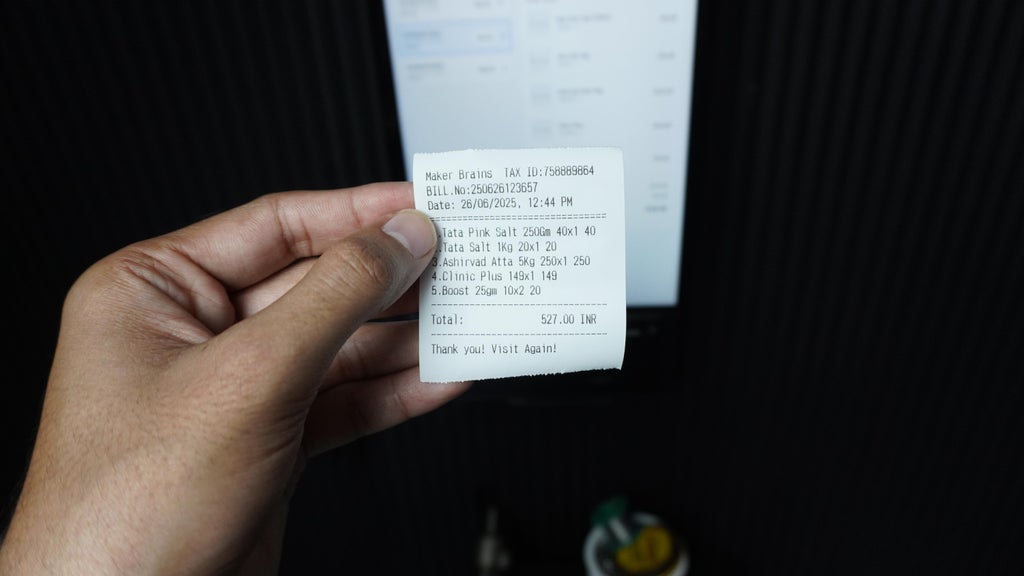 Maker Brains TAX ID:758889864
BILL.No:250626123657
Date: 26/06/2025, 12:44 PM
.Tata Pink Salt 250Gm 40x1 40
.Tata Salt 1Kg 20x1 20
3.Ashirvad Atta 5Kg 250x1 250
4.Clinic Plus 149x1 149
5.Boost 25gm 10x2 20
Total: 527.00 INR
Thank you! Visit Again!